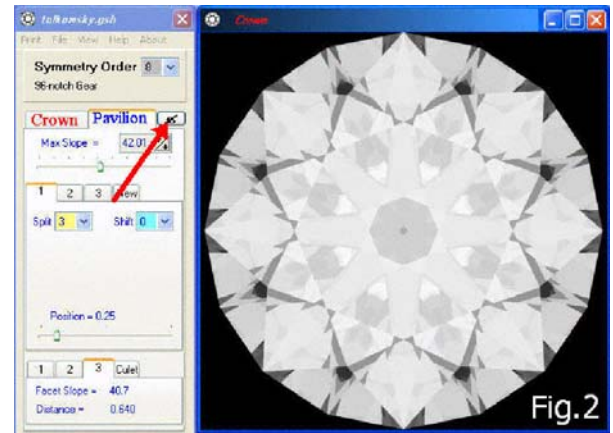 tolkowsky.gsh
Print File View Help About
Symmetry Order 8
96-notch Gear
Crown Pavilion
Max Slope = 42.01
1 2 3 New
Split 3 Shift 0
Position = 0.25
1 2 3 Culet
Facet Slope = 40.7
Distance = 0.640
Crown
Fig.2